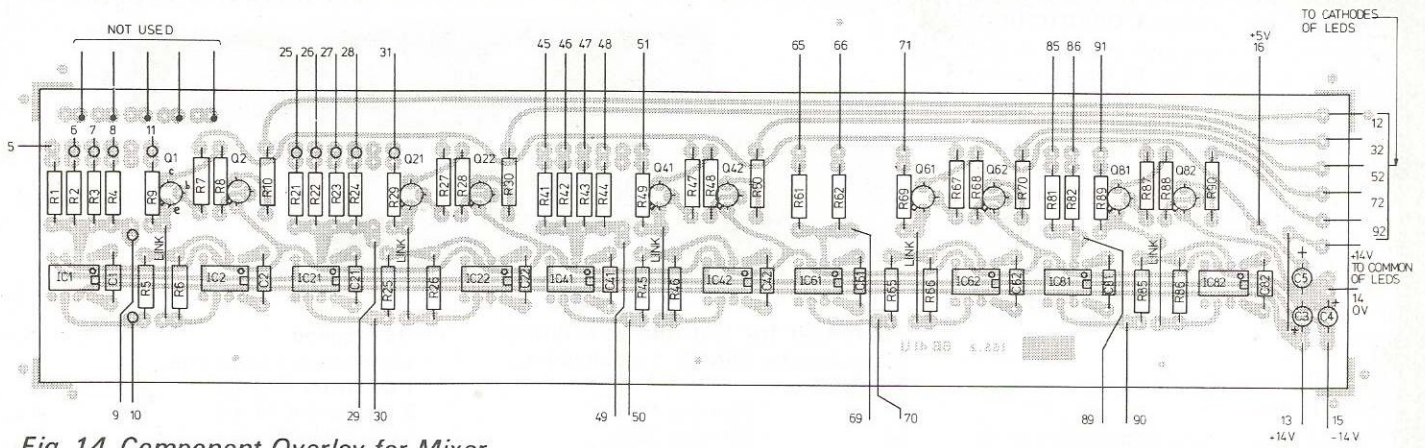 NOT USED
TO CATHODES
OF LEDS
+5V
16
25 26 27 28 31 45 46 47 48 51 65 66 71 85 86 91
6 7 8 11
12
32
52
72
92
5
Q1 Q2 Q21 Q22 Q41 Q42 Q61 Q62 Q81 Q82
c
b
e
R1 R2 R3 R4 R9 R7 R8 R10 R21 R22 R23 R24 R29 R27 R28 R30 R41 R42 R43 R44 R49 R47 R48 R50 R61 R62 R69 R67 R68 R70 R81 R82 R89 R87 R88 R90
LINK LINK LINK LINK LINK
+14V
TO COMMON
OF LEDS
14
0V
IC1 C1 R5 R6 IC2 C2 IC21 C21 R25 R26 IC22 C22 IC41 C41 R45 R46 IC42 C42 IC61 C61 R65 R66 IC62 C62 IC81 C81 R85 R86 IC82 C82 C5
+
C3 C4
+
+
9 10 29 30 49 50 69 70 89 90 13 15
+14V -14V
Fig. 14 Component Overlay for Mixer